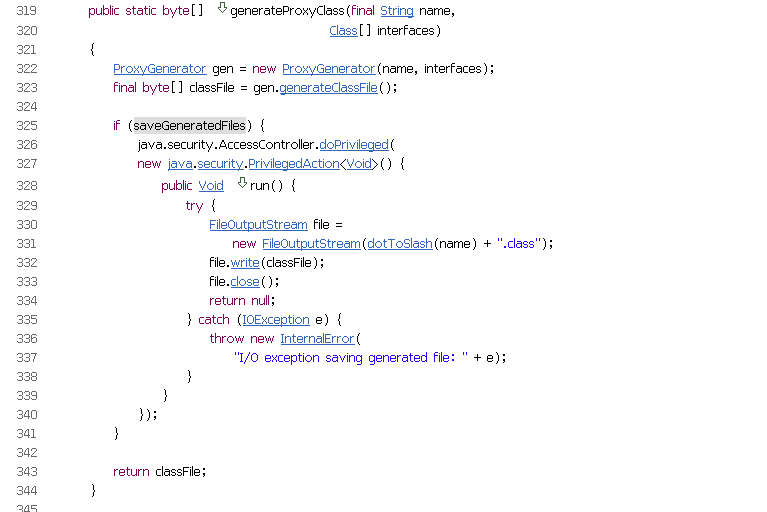 319 public static byte[] generateProxyClass(final String name,
320 Class[] interfaces)
321 {
322 ProxyGenerator gen = new ProxyGenerator(name, interfaces);
323 final byte[] classFile = gen.generateClassFile();
324
325 if (saveGeneratedFiles) {
326 java.security.AccessController.doPrivileged(
327 new java.security.PrivilegedAction<Void>() {
328 public Void run() {
329 try {
330 FileOutputStream file =
331 new FileOutputStream(dotToSlash(name) + ".class");
332 file.write(classFile);
333 file.close();
334 return null;
335 } catch (IOException e) {
336 throw new InternalError(
337 "I/O exception saving generated file: " + e);
338 }
339 }
340 });
341 }
342
343 return classFile;
344 }
345